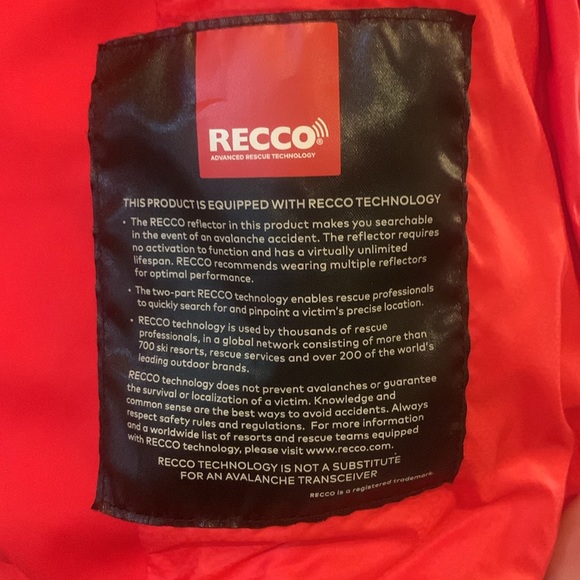 RECCO®
ADVANCED RESCUE TECHNOLOGY
THIS PRODUCT IS EQUIPPED WITH RECCO TECHNOLOGY
• The RECCO reflector in this product makes you searchable
in the event of an avalanche accident. The reflector requires
no activation to function and has a virtually unlimited
lifespan. RECCO recommends wearing multiple reflectors
for optimal performance.
• The two-part RECCO technology enables rescue professionals
to quickly search for and pinpoint a victim's precise location.
• RECCO technology is used by thousands of rescue
professionals, in a global network consisting of more than
700 ski resorts, rescue services and over 200 of the world's
leading outdoor brands.
RECCO technology does not prevent avalanches or guarantee
the survival or localization of a victim. Knowledge and
common sense are the best ways to avoid accidents. Always
respect safety rules and regulations. For more information
and a worldwide list of resorts and rescue teams equipped
with RECCO technology, please visit www.recco.com.
RECCO TECHNOLOGY IS NOT A SUBSTITUTE
FOR AN AVALANCHE TRANSCEIVER
RECCO is a registered trademark.